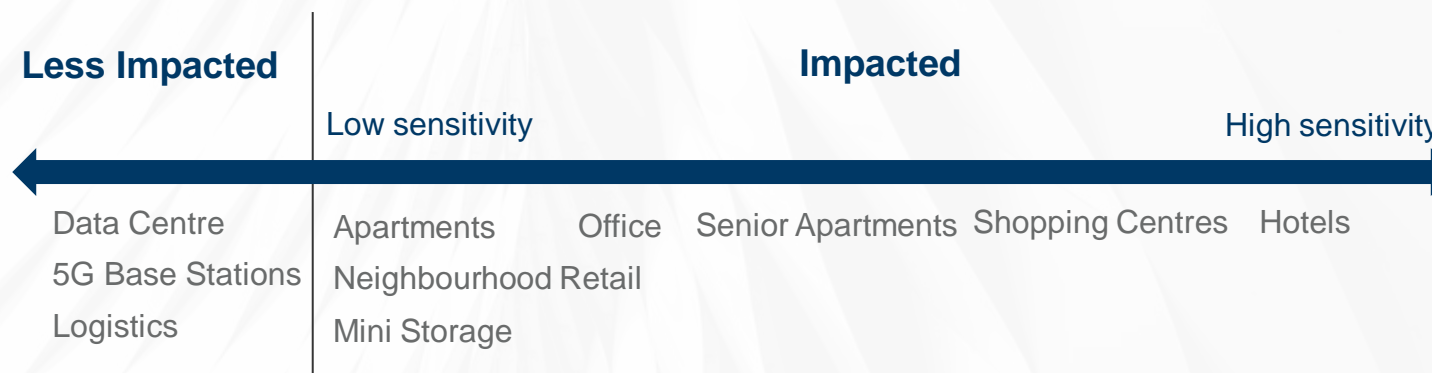 Less Impacted
Impacted
Low sensitivity
High sensitivity
Data Centre
5G Base Stations
Logistics
Apartments
Neighbourhood Retail
Mini Storage
Office
Senior Apartments
Shopping Centres
Hotels